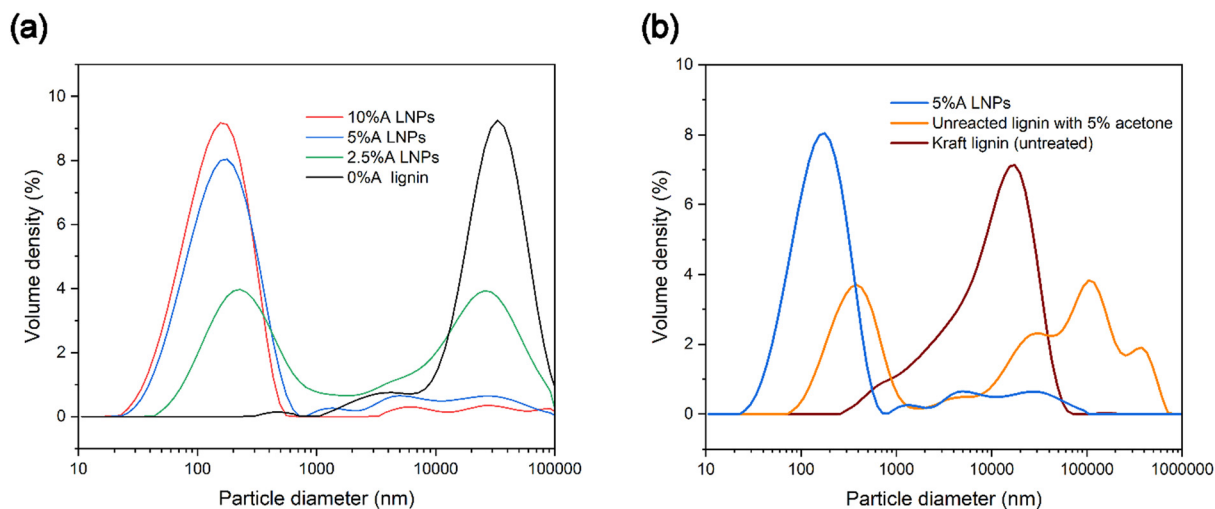 (a)
10
8
6
4
2
0
Volume density (%)
10%A LNPs
5%A LNPs
2.5%A LNPs
0%A lignin
10
100
1000
10000
100000
Particle diameter (nm)
(b)
10
8
6
4
2
0
Volume density (%)
5%A LNPs
Unreacted lignin with 5% acetone
Kraft lignin (untreated)
10
100
1000
10000
100000
1000000
Particle diameter (nm)